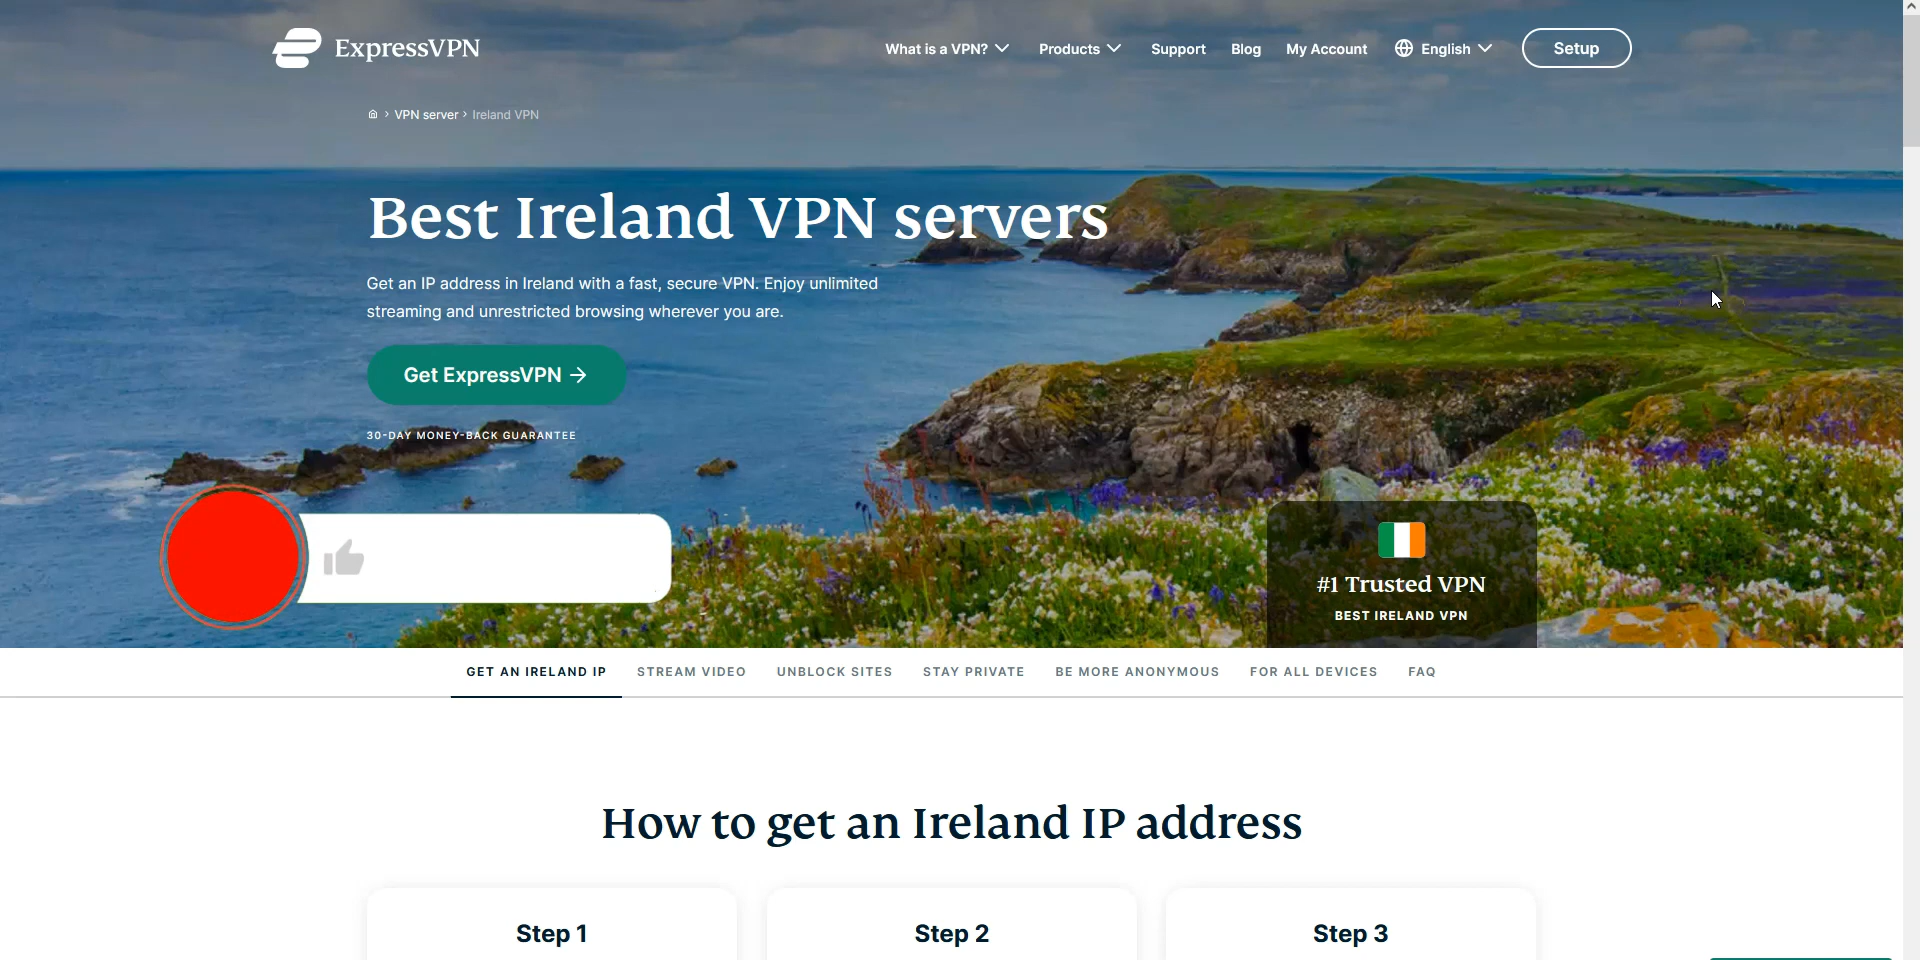 ExpressVPN
What is a VPN? Products Support Blog My Account English Setup
VPN server Ireland VPN
Best Ireland VPN servers
Get an IP address in Ireland with a fast, secure VPN. Enjoy unlimited
streaming and unrestricted browsing wherever you are.
Get ExpressVPN
30-DAY MONEY-BACK GUARANTEE
#1 Trusted VPN
BEST IRELAND VPN
GET AN IRELAND IP STREAM VIDEO UNBLOCK SITES STAY PRIVATE BE MORE ANONYMOUS FOR ALL DEVICES FAQ
How to get an Ireland IP address
Step 1
Step 2
Step 3